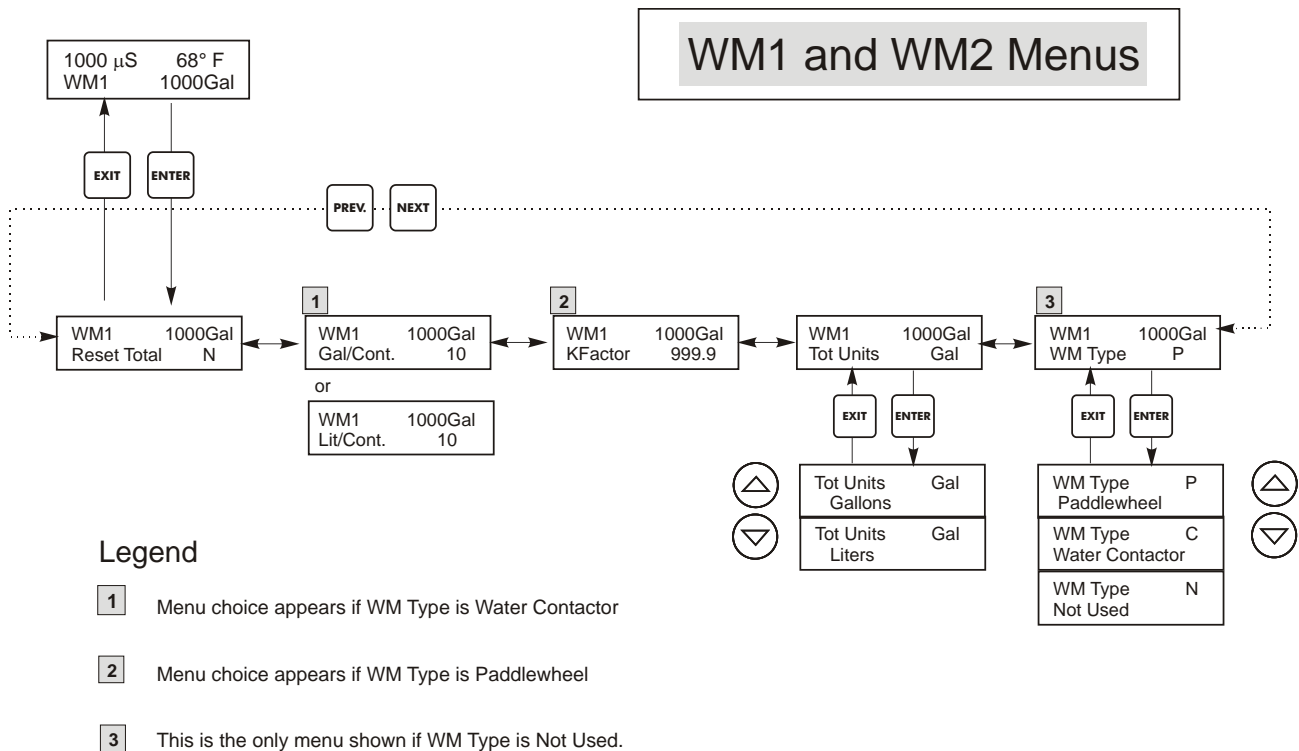 WM1 and WM2 Menus
1000 μS 68° F
WM1 1000Gal
EXIT ENTER
PREV. NEXT
WM1 1000Gal
Reset Total N
1
WM1 1000Gal
Gal/Cont. 10
or
WM1 1000Gal
Lit/Cont. 10
2
WM1 1000Gal
KFactor 999.9
WM1 1000Gal
Tot Units Gal
EXIT ENTER
Tot Units Gal
Gallons
Tot Units Gal
Liters
3
WM1 1000Gal
WM Type P
EXIT ENTER
WM Type P
Paddlewheel
WM Type C
Water Contactor
WM Type N
Not Used
Legend
1 Menu choice appears if WM Type is Water Contactor
2 Menu choice appears if WM Type is Paddlewheel
3 This is the only menu shown if WM Type is Not Used.